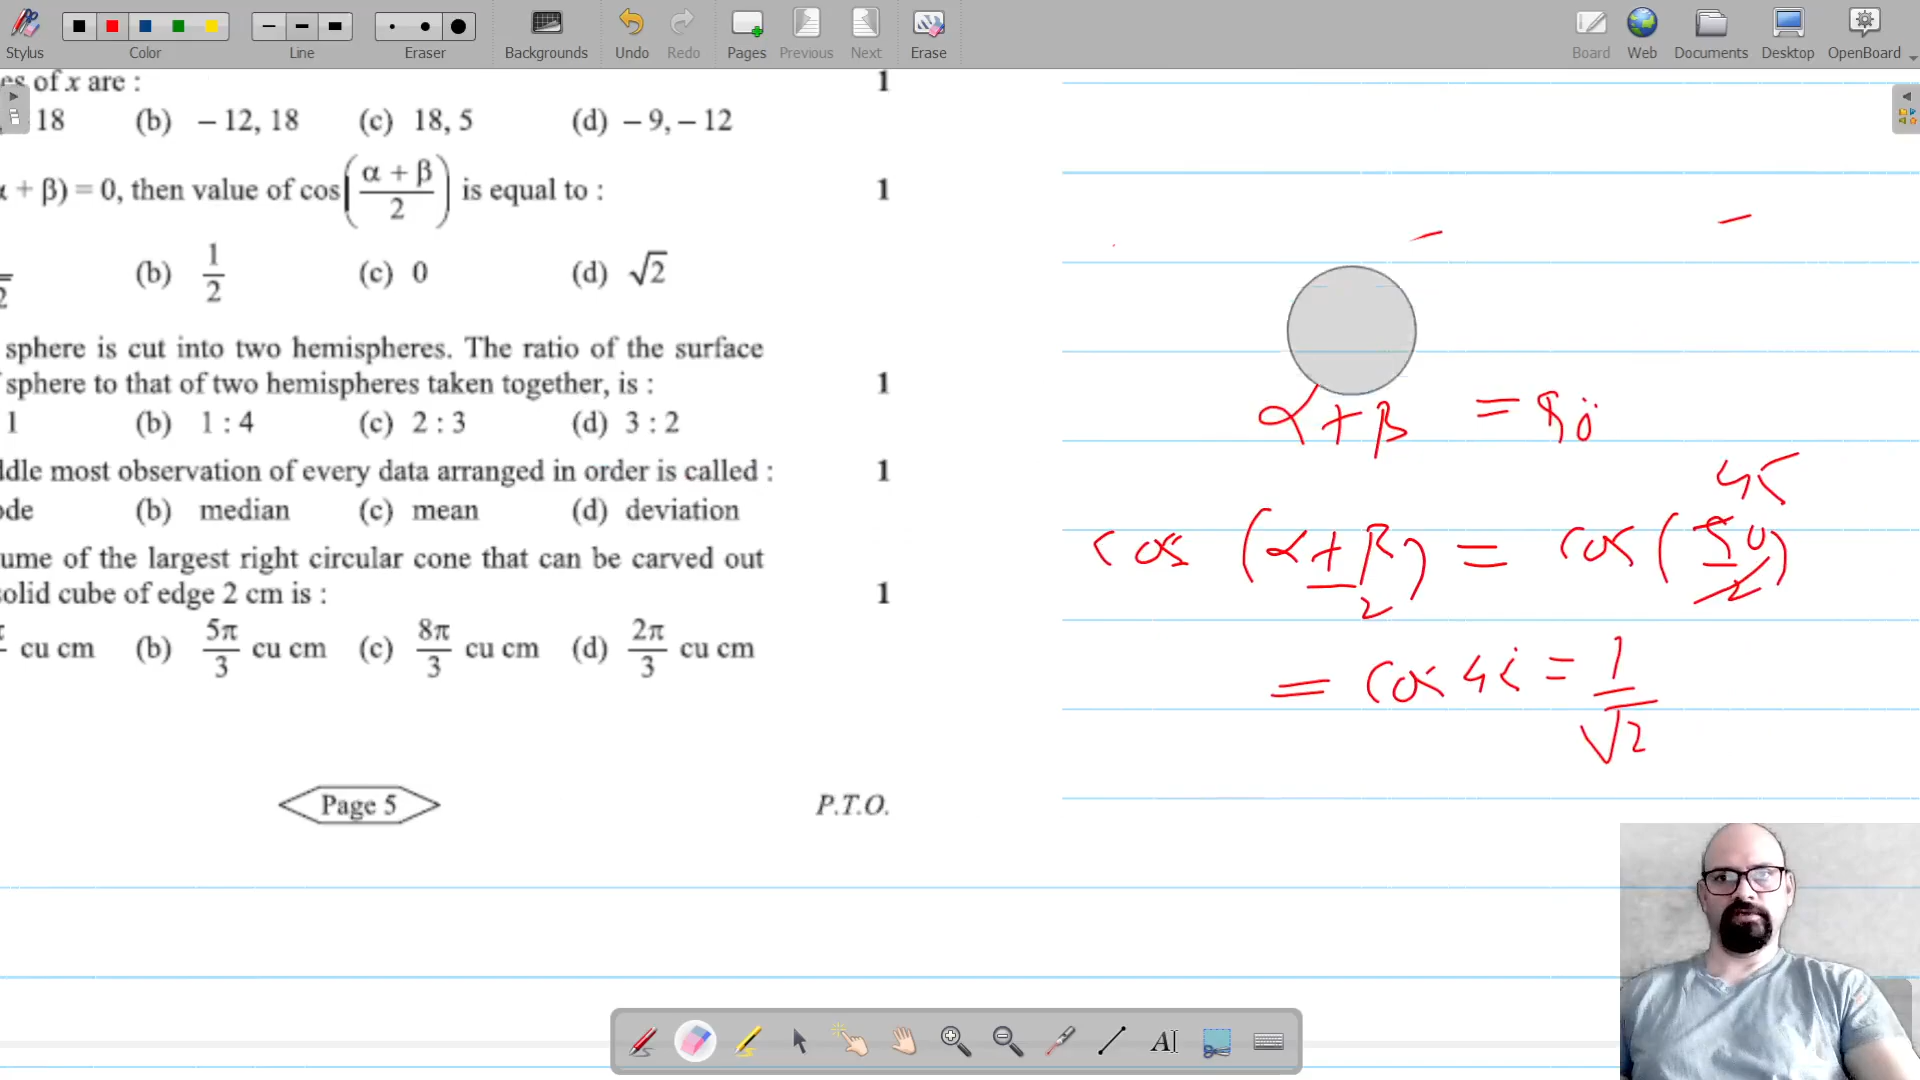 Stylus Color Line Eraser Backgrounds Undo Redo Pages Previous Next Erase Board Web Documents Desktop OpenBoard
es of x are : 1
18 (b) – 12, 18 (c) 18, 5 (d) – 9, – 12
α + β) = 0, then value of cos((α + β)/2) is equal to : 1
2 (b) 1/2 (c) 0 (d) √2
sphere is cut into two hemispheres. The ratio of the surface
sphere to that of two hemispheres taken together, is : 1
1 (b) 1 : 4 (c) 2 : 3 (d) 3 : 2
ddle most observation of every data arranged in order is called : 1
ode (b) median (c) mean (d) deviation
ume of the largest right circular cone that can be carved out
solid cube of edge 2 cm is : 1
cu cm (b) 5π/3 cu cm (c) 8π/3 cu cm (d) 2π/3 cu cm
Page 5 P.T.O.
α + β = 90
45
cos (α + β/2) = cos (90/2)
= cos 45 = 1/√2
AI